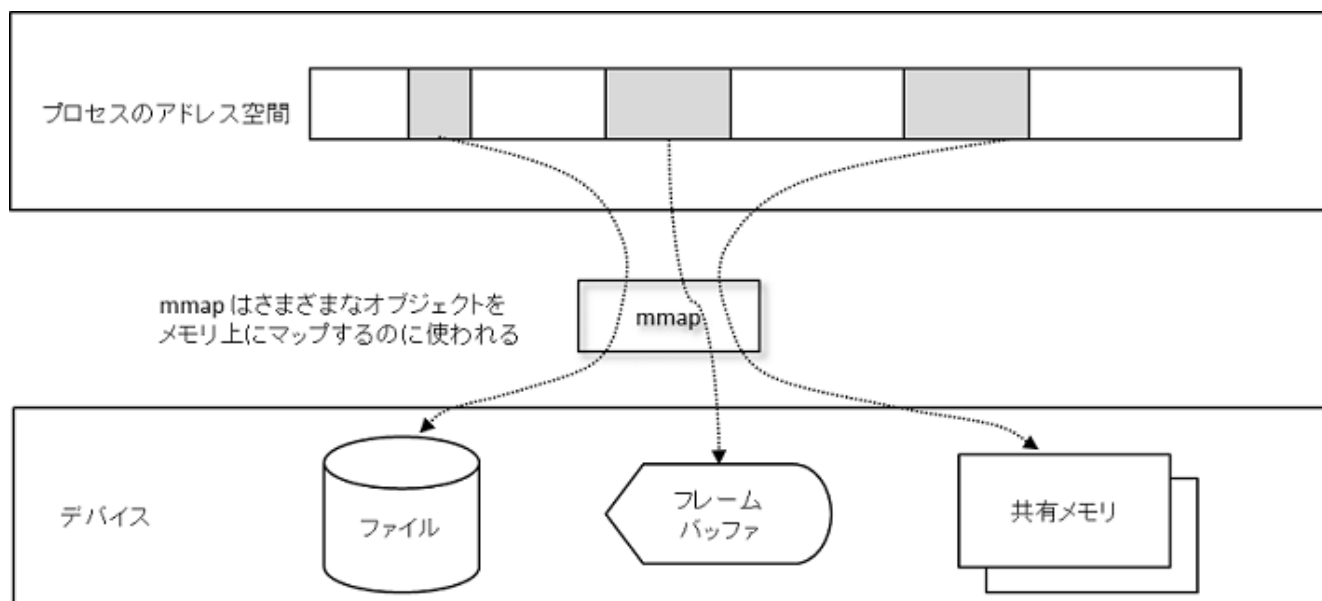 プロセスのアドレス空間
mmap はさまざまなオブジェクトを
メモリ上にマップするのに使われる
mmap
デバイス
ファイル
フレーム
バッファ
共有メモリ